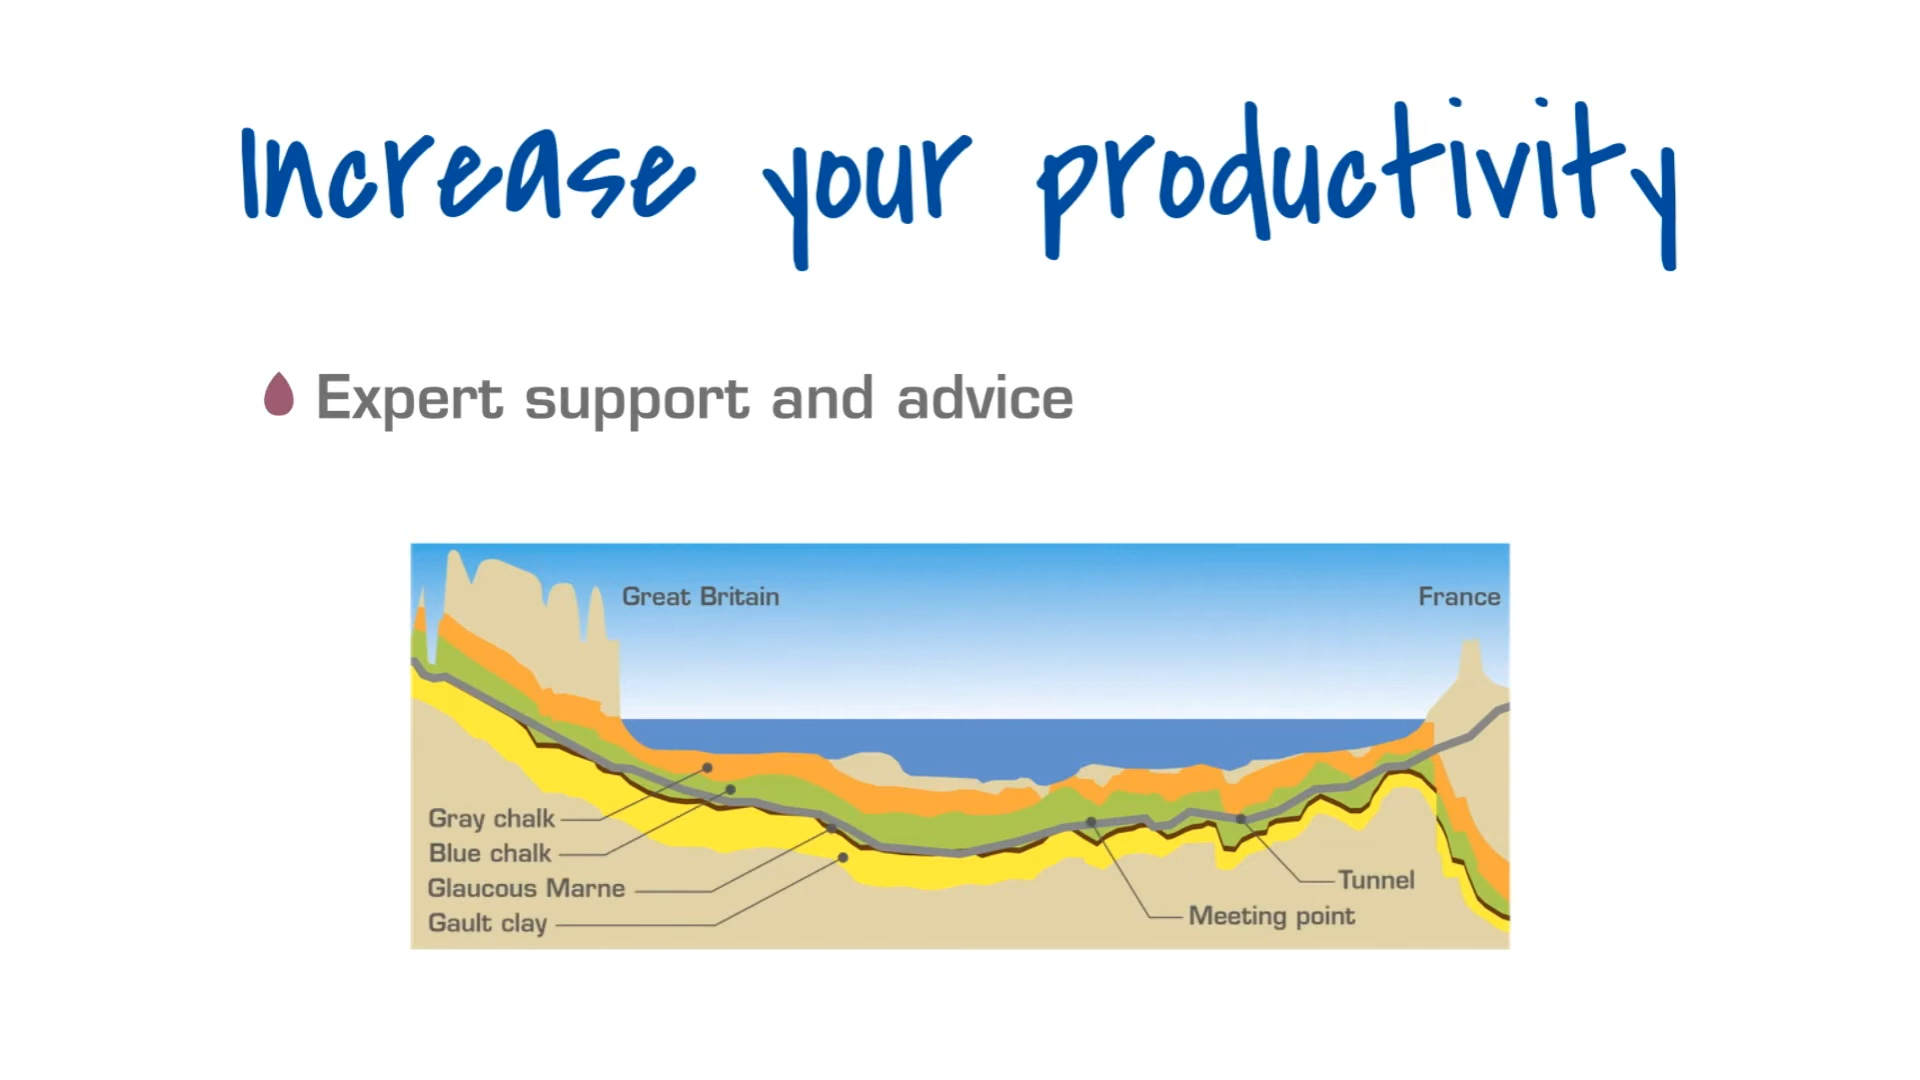 Increase your productivity
Expert support and advice
Great Britain
France
Gray chalk
Blue chalk
Glaucous Marne
Gault clay
Tunnel
Meeting point